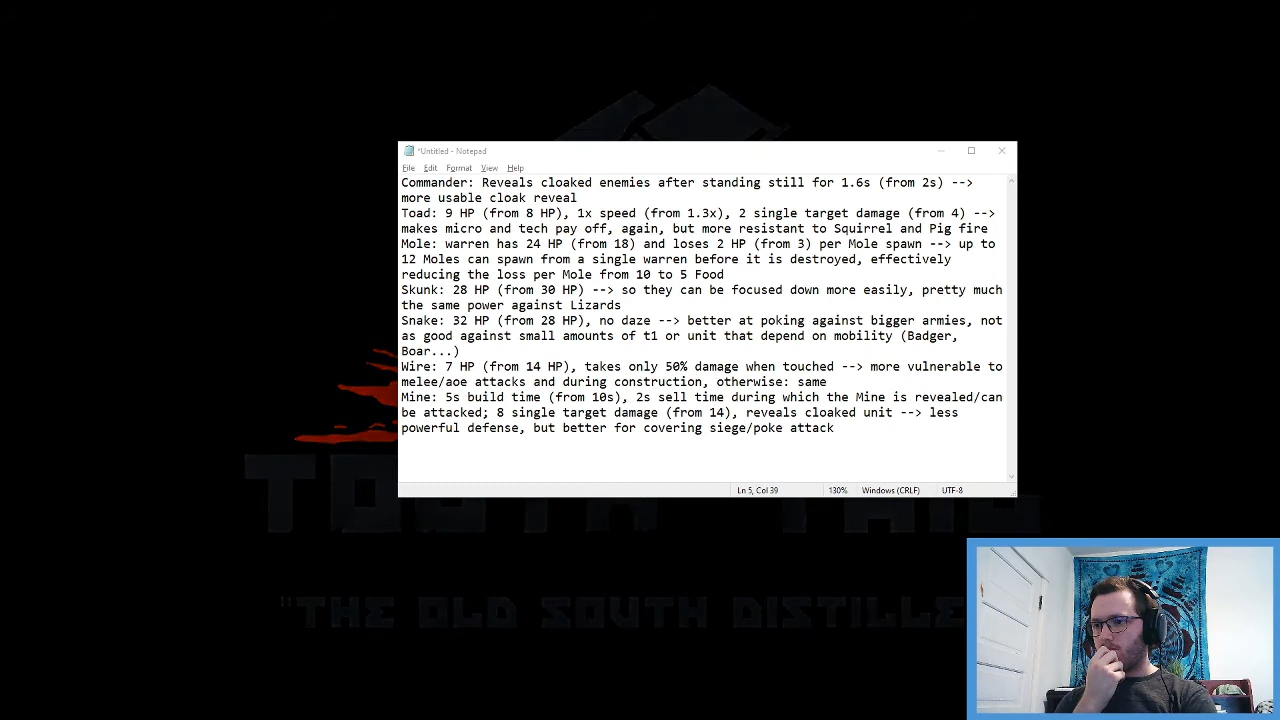 *Untitled - Notepad
File Edit Format View Help
Commander: Reveals cloaked enemies after standing still for 1.6s (from 2s) -->
more usable cloak reveal
Toad: 9 HP (from 8 HP), 1x speed (from 1.3x), 2 single target damage (from 4) -->
makes micro and tech pay off, again, but more resistant to Squirrel and Pig fire
Mole: warren has 24 HP (from 18) and loses 2 HP (from 3) per Mole spawn --> up to
12 Moles can spawn from a single warren before it is destroyed, effectively
reducing the loss per Mole from 10 to 5 Food
Skunk: 28 HP (from 30 HP) --> so they can be focused down more easily, pretty much
the same power against Lizards
Snake: 32 HP (from 28 HP), no daze --> better at poking against bigger armies, not
as good against small amounts of t1 or unit that depend on mobility (Badger,
Boar...)
Wire: 7 HP (from 14 HP), takes only 50% damage when touched --> more vulnerable to
melee/aoe attacks and during construction, otherwise: same
Mine: 5s build time (from 10s), 2s sell time during which the Mine is revealed/can
be attacked; 8 single target damage (from 14), reveals cloaked unit --> less
powerful defense, but better for covering siege/poke attack
Ln 5, Col 39 130% Windows (CRLF) UTF-8
"THE OLD SOUTH DISTILLE